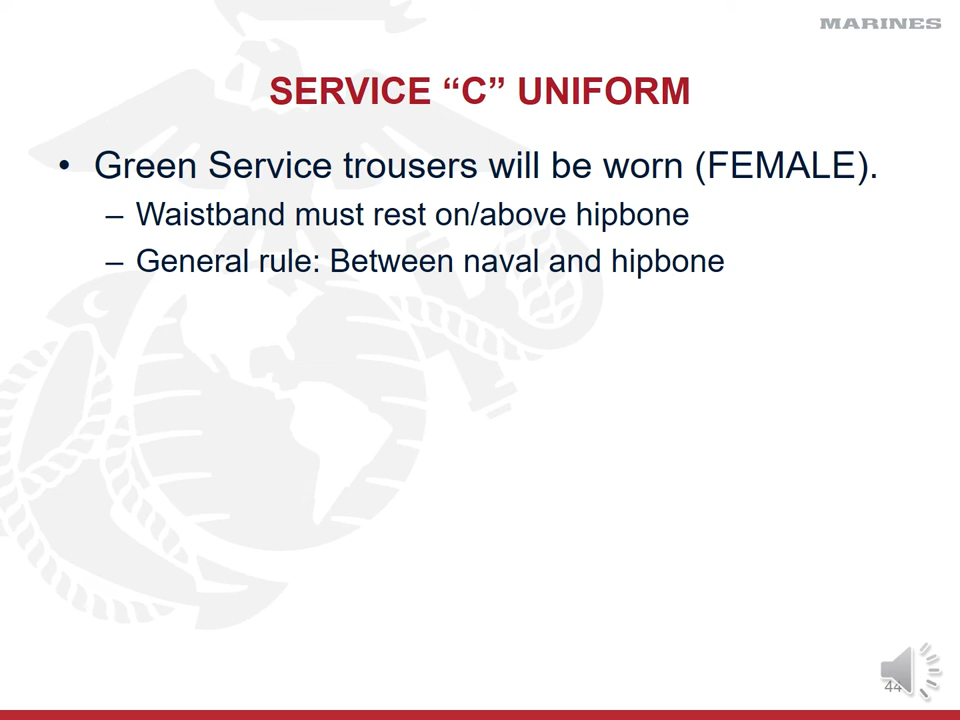 MARINES
SERVICE “C” UNIFORM
• Green Service trousers will be worn (FEMALE).
– Waistband must rest on/above hipbone
– General rule: Between naval and hipbone
44